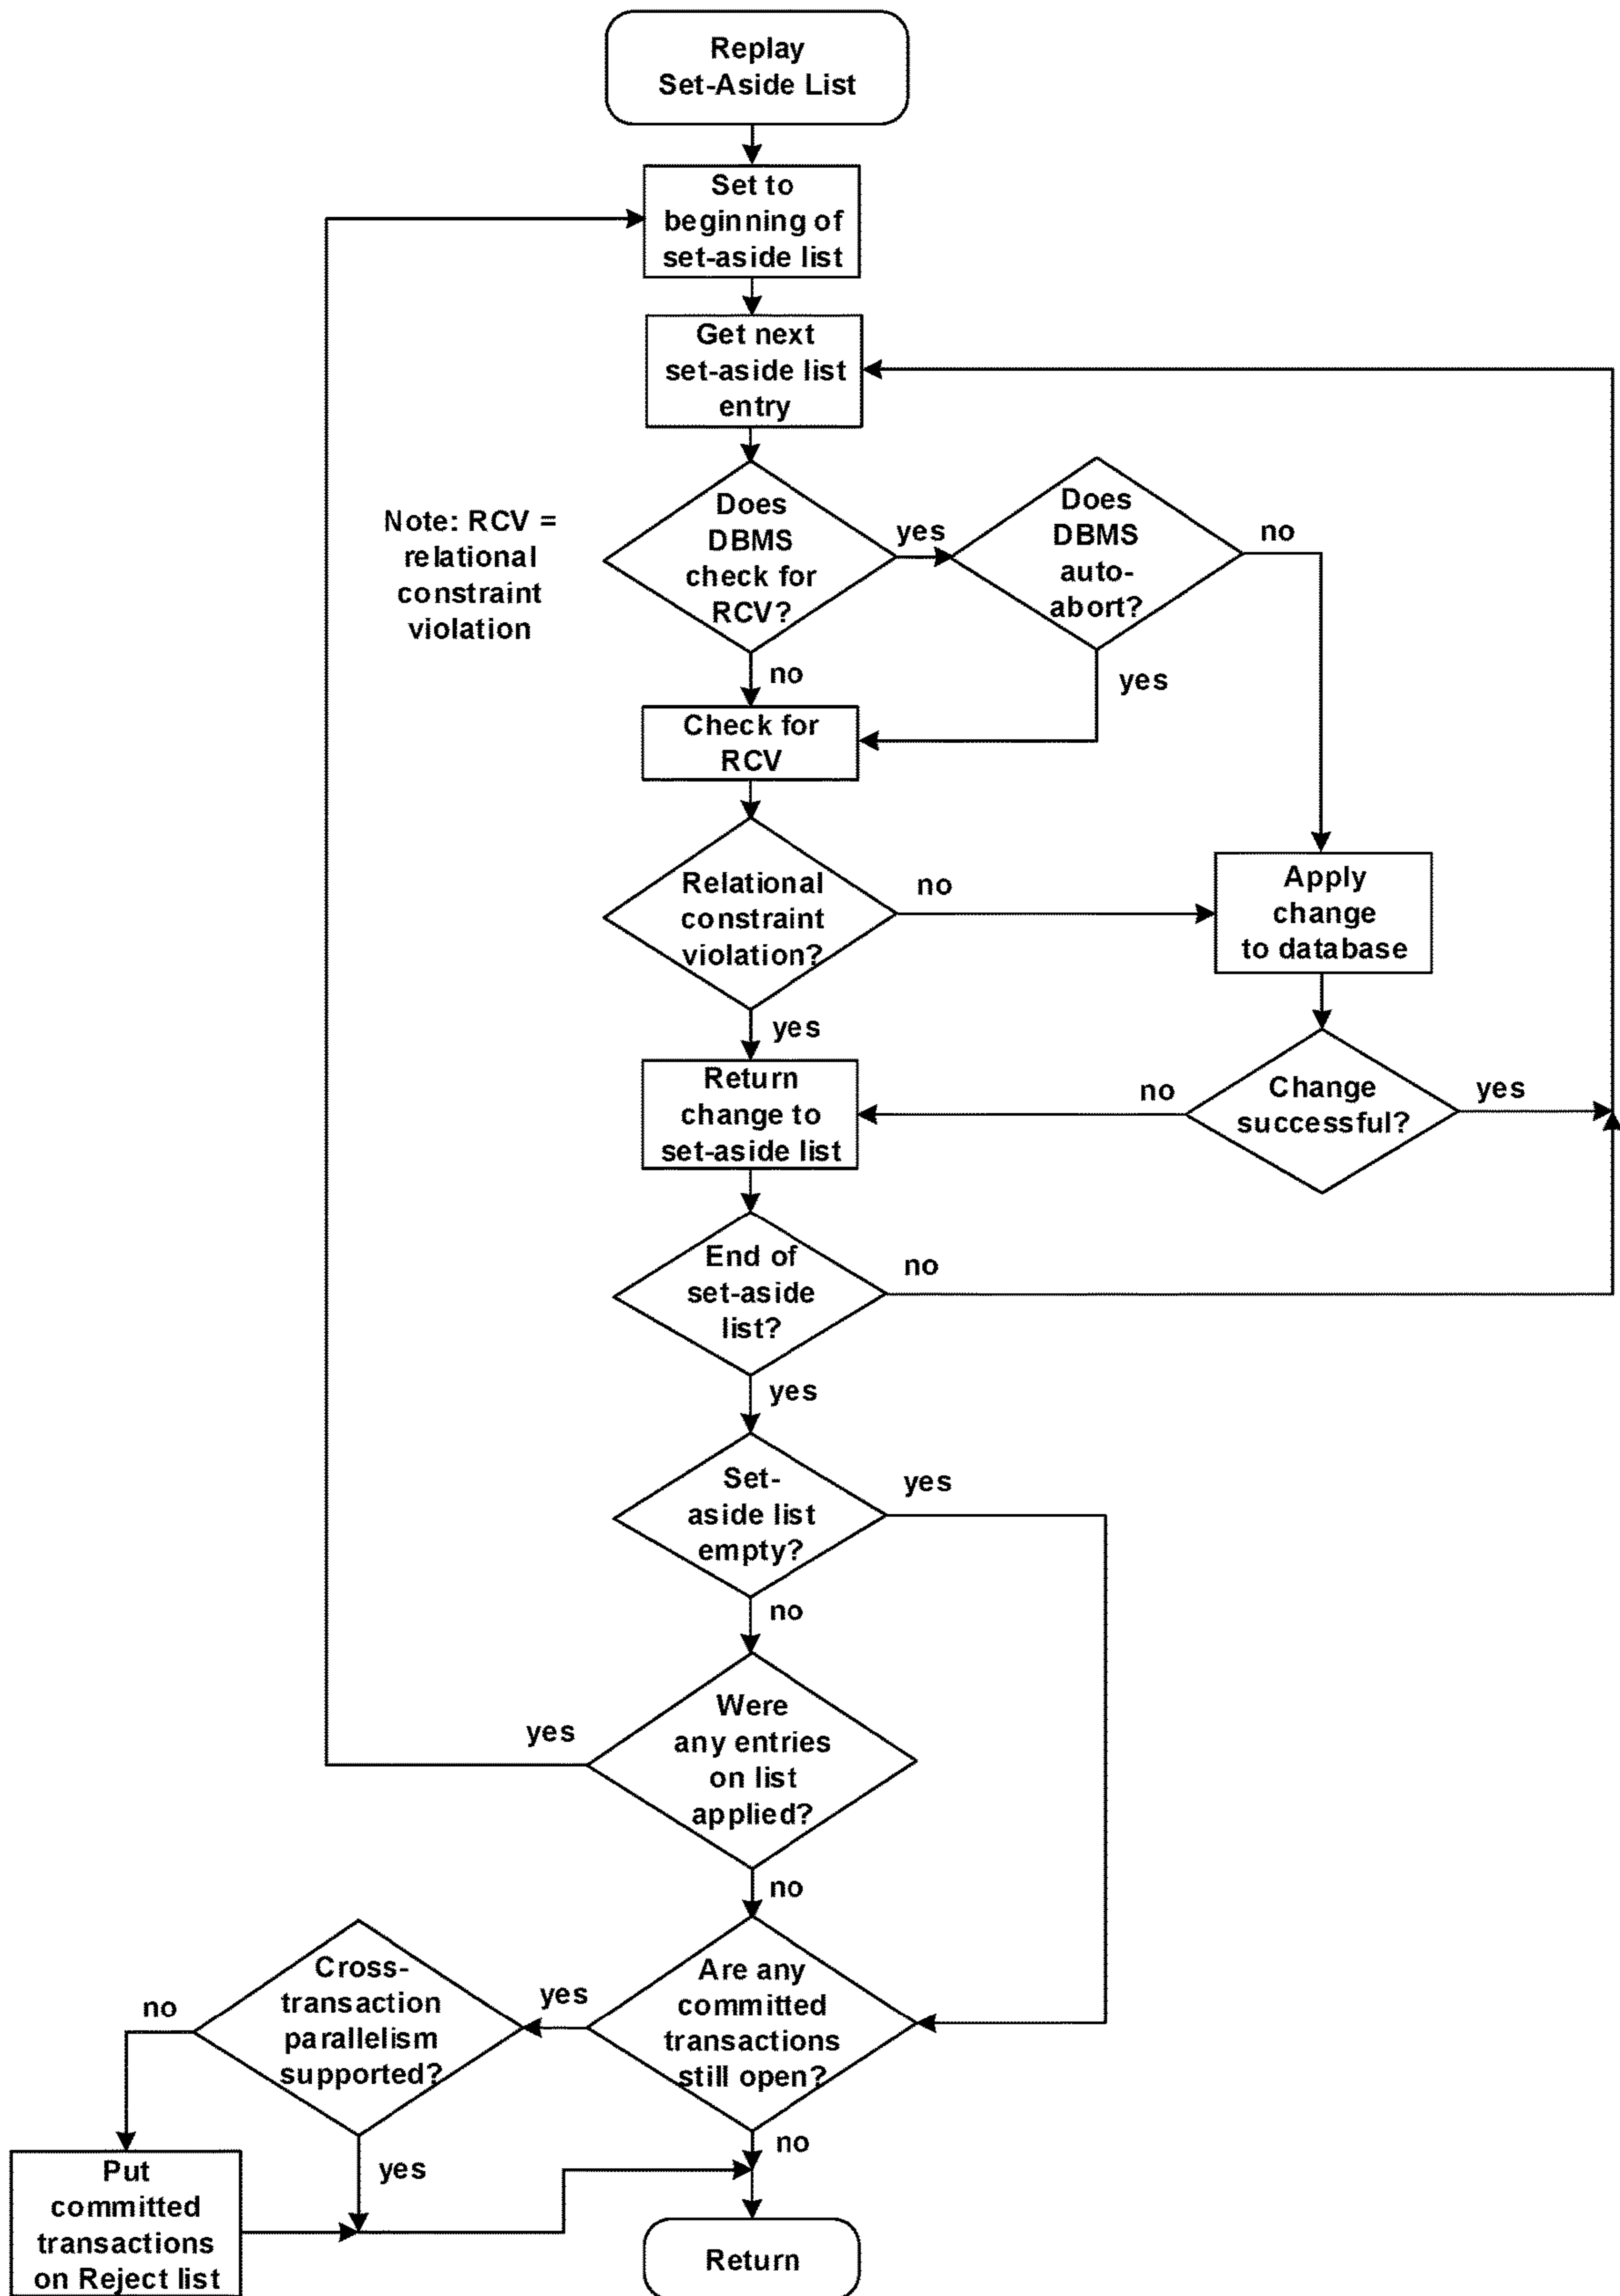 Replay
Set-Aside List
Set to
beginning of
set-aside list
Get next
set-aside list
entry
Note: RCV =
relational
constraint
violation
Does
DBMS
check for
RCV?
yes
Does
DBMS
auto-
abort?
no
no
yes
Check for
RCV
Relational
constraint
violation?
no
Apply
change
to database
yes
Return
change to
set-aside list
no
Change
successful?
yes
End of
set-aside
list?
no
yes
Set-
aside list
empty?
yes
no
Were
any entries
on list
applied?
yes
no
Cross-
transaction
parallelism
supported?
no
yes
Are any
committed
transactions
still open?
no
yes
Put
committed
transactions
on Reject list
Return